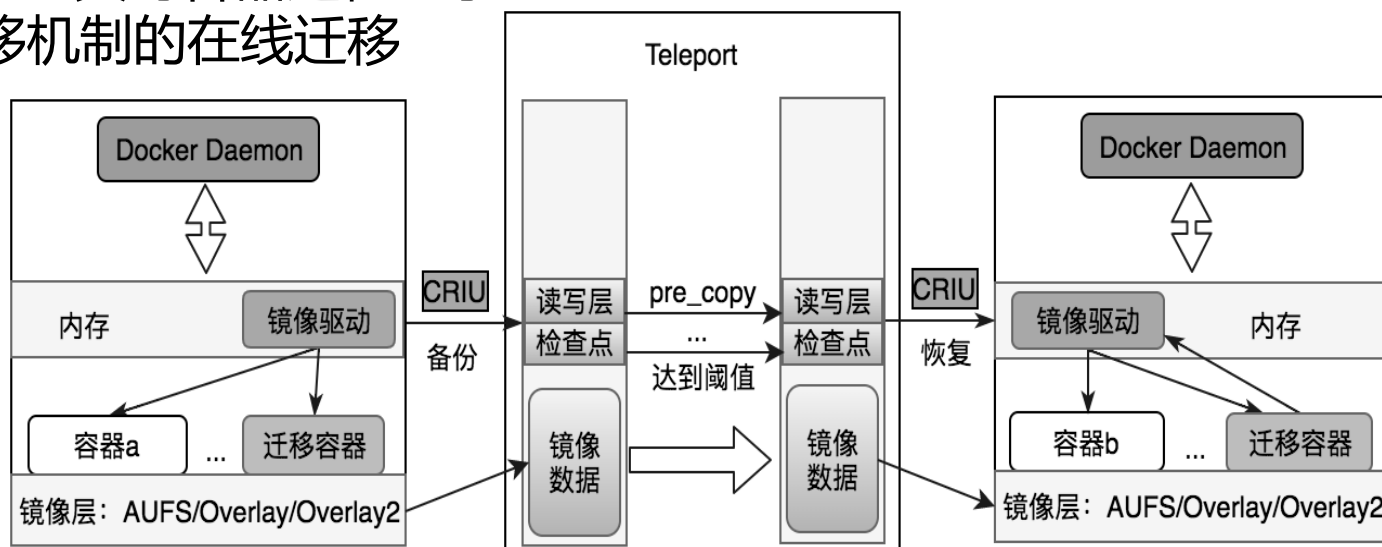 移机制的在线迁移
Teleport
Docker Daemon
Docker Daemon
CRIU
读写层
pre_copy
读写层
CRIU
内存
镜像驱动
备份
检查点
...
检查点
恢复
镜像驱动
内存
达到阈值
容器a
...
迁移容器
镜像
数据
镜像
数据
容器b
...
迁移容器
镜像层：AUFS/Overlay/Overlay2
镜像层：AUFS/Overlay/Overlay2